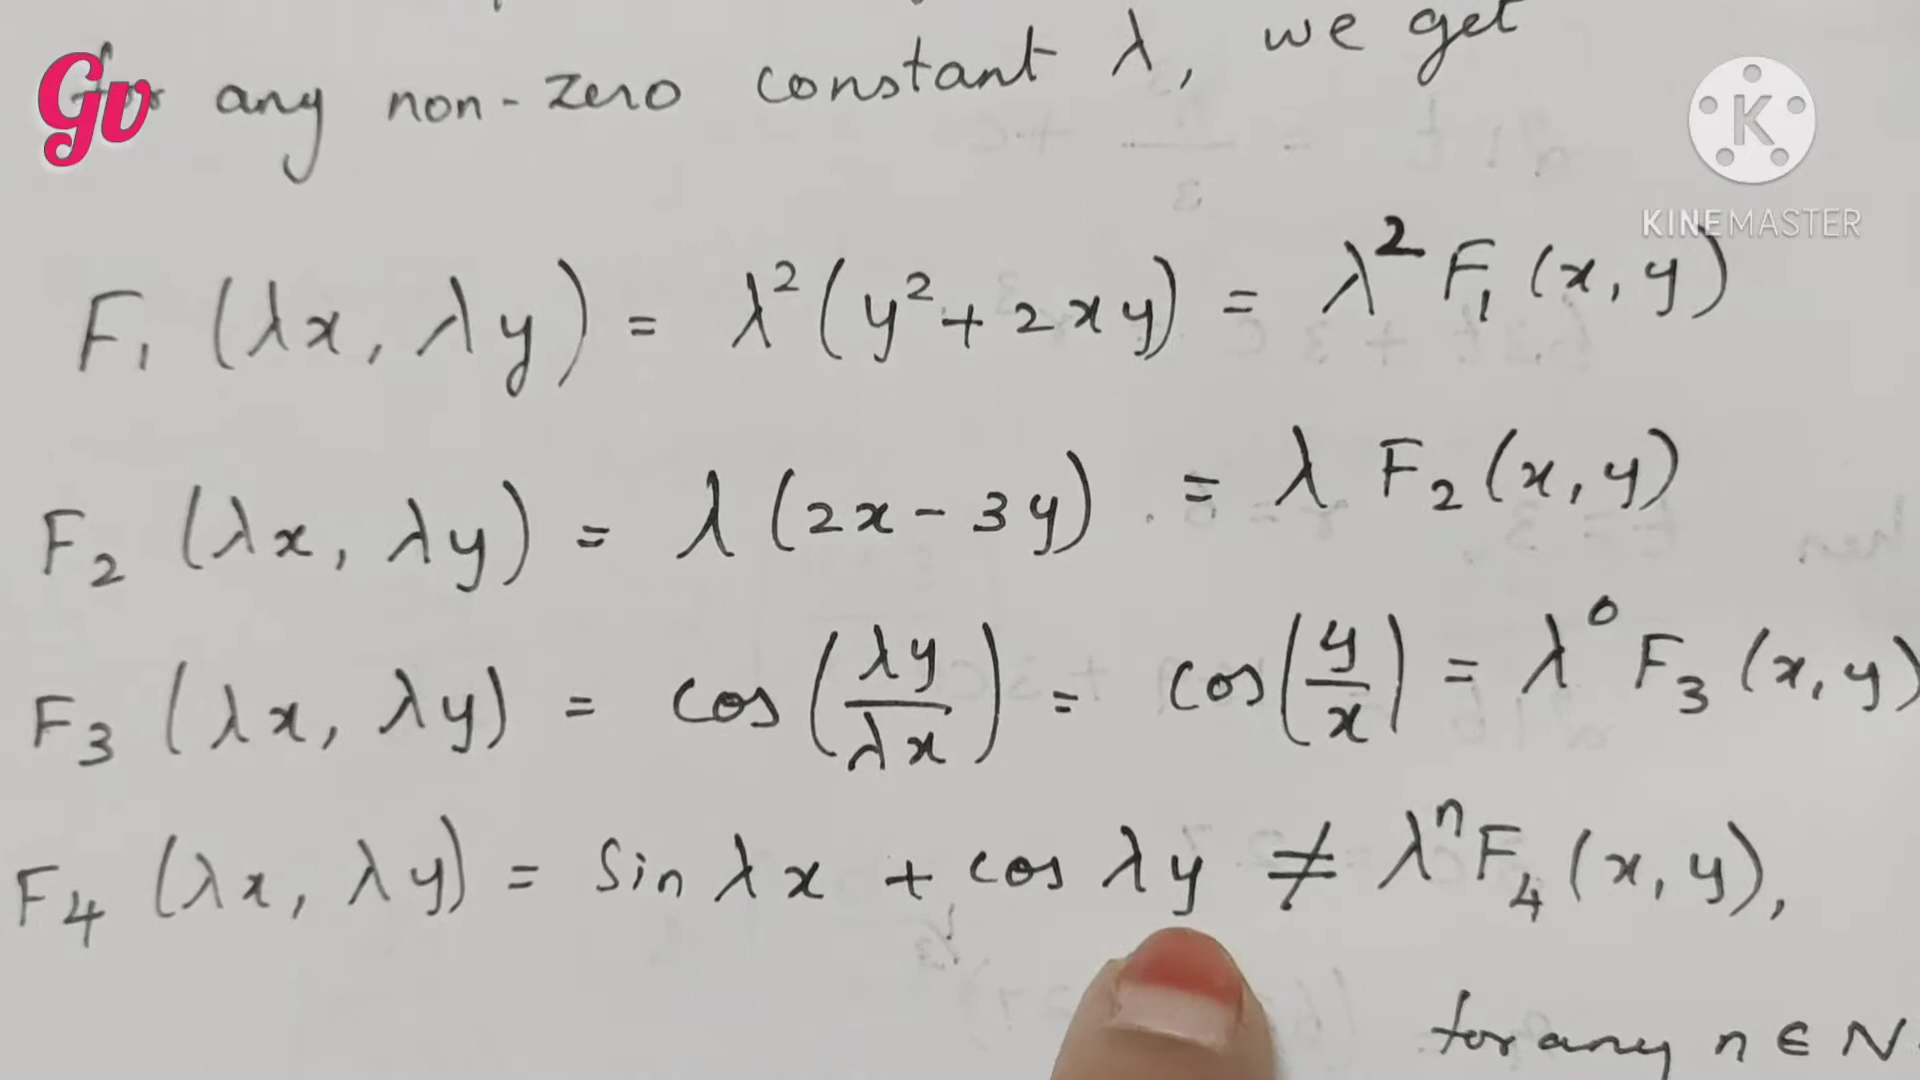 Gv for any non-zero constant λ, we get
K
KINEMASTER
F₁ (λx, λy) = λ² (y² + 2xy) = λ² F₁ (x, y)
F₂ (λx, λy) = λ (2x - 3y) = λ F₂ (x, y)
F₃ (λx, λy) = cos (λy/λx) = cos (y/x) = λ⁰ F₃ (x, y)
F₄ (λx, λy) = Sin λx + cos λy ≠ λⁿ F₄ (x, y),
for any n ∈ N